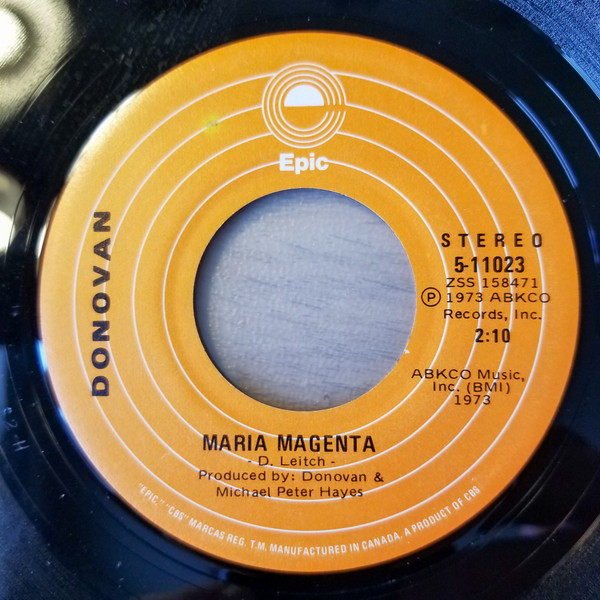 Epic
DONOVAN
STEREO
5-11023
ZSS 158471
Ⓟ 1973 ABKCO
Records, Inc.
2:10
ABKCO Music,
Inc. (BMI)
1973
MARIA MAGENTA
- D. Leitch -
Produced by: Donovan &
Michael Peter Hayes
"EPIC," "CBS" MARCAS REG. T.M. MANUFACTURED IN CANADA. A PRODUCT OF CBS